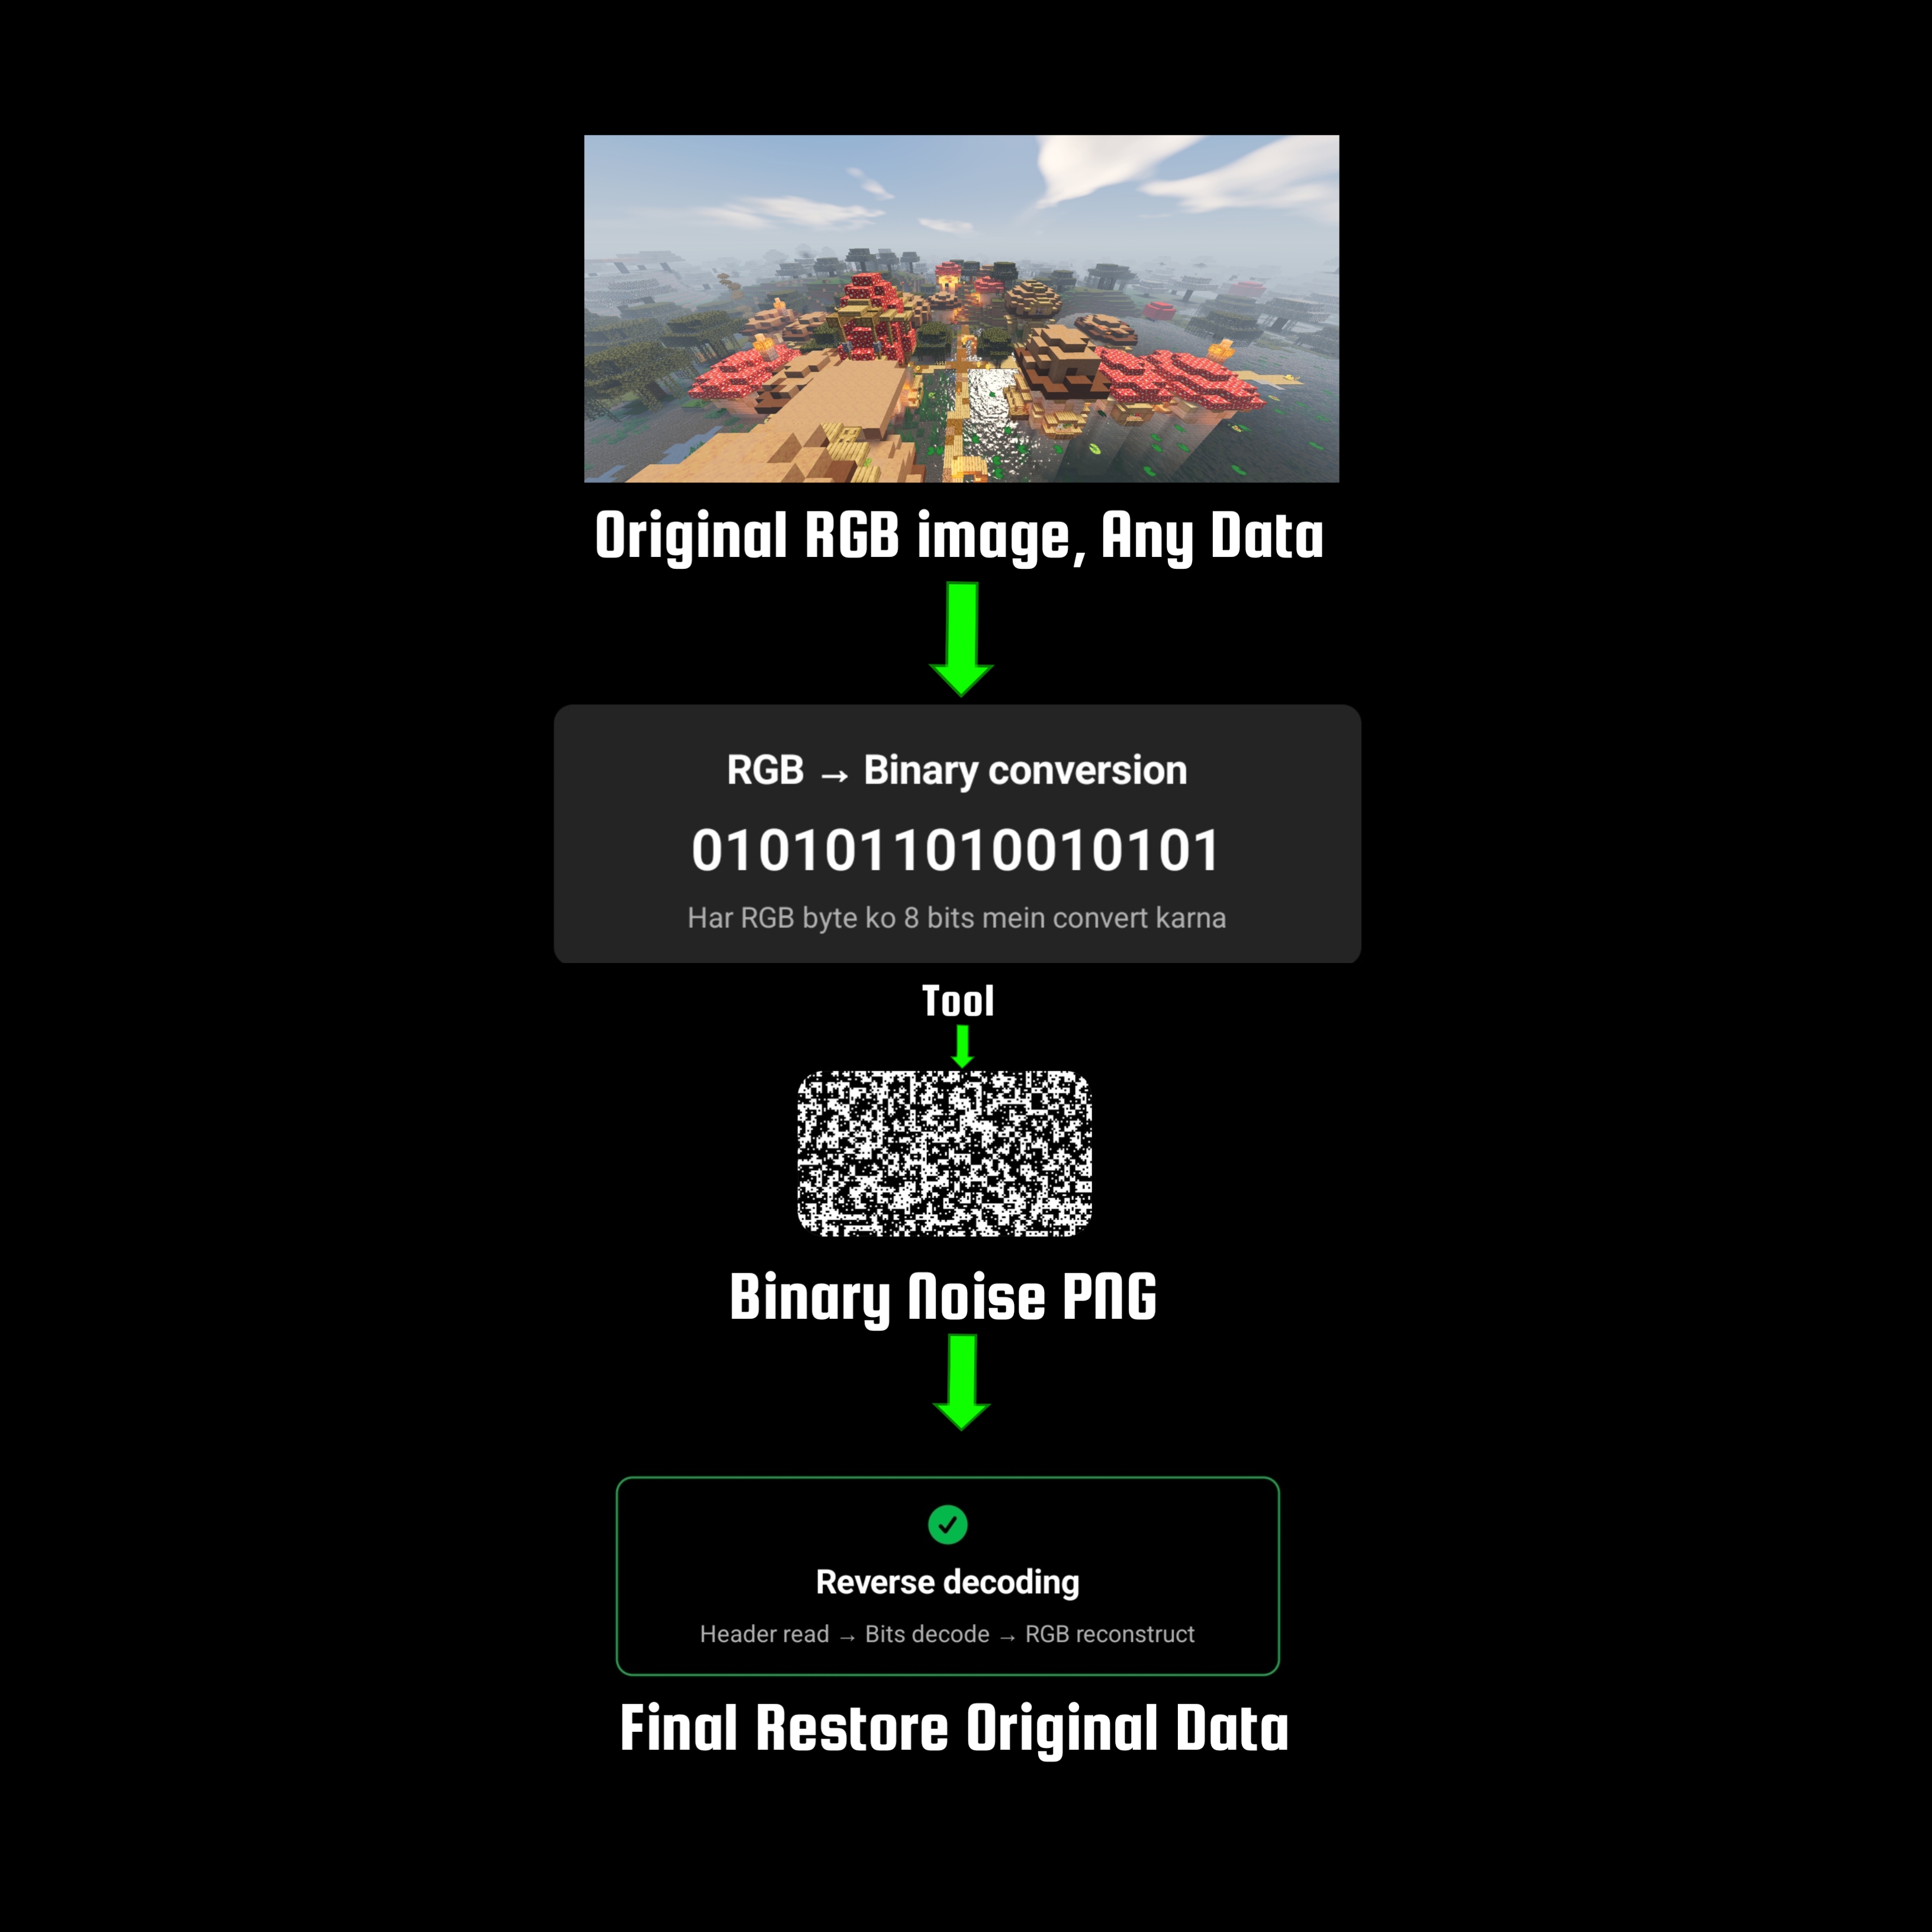 Original RGB image, Any Data
RGB → Binary conversion
0101011010010101
Har RGB byte ko 8 bits mein convert karna
Tool
Binary Noise PNG
Reverse decoding
Header read → Bits decode → RGB reconstruct
Final Restore Original Data